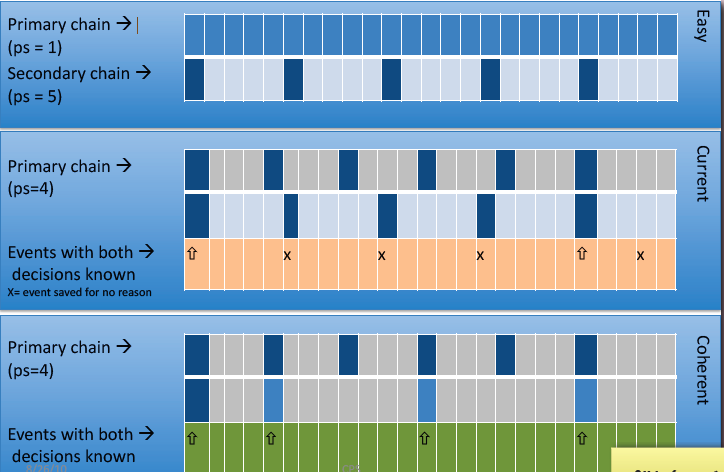 Primary chain →
(ps = 1)
Secondary chain →
(ps = 5)
Easy
Primary chain →
(ps=4)
Current
Events with both →
decisions known
X= event saved for no reason
⇧ x x x ⇧ x
Primary chain →
(ps=4)
Coherent
Events with both →
decisions known
⇧ ⇧ ⇧ ⇧